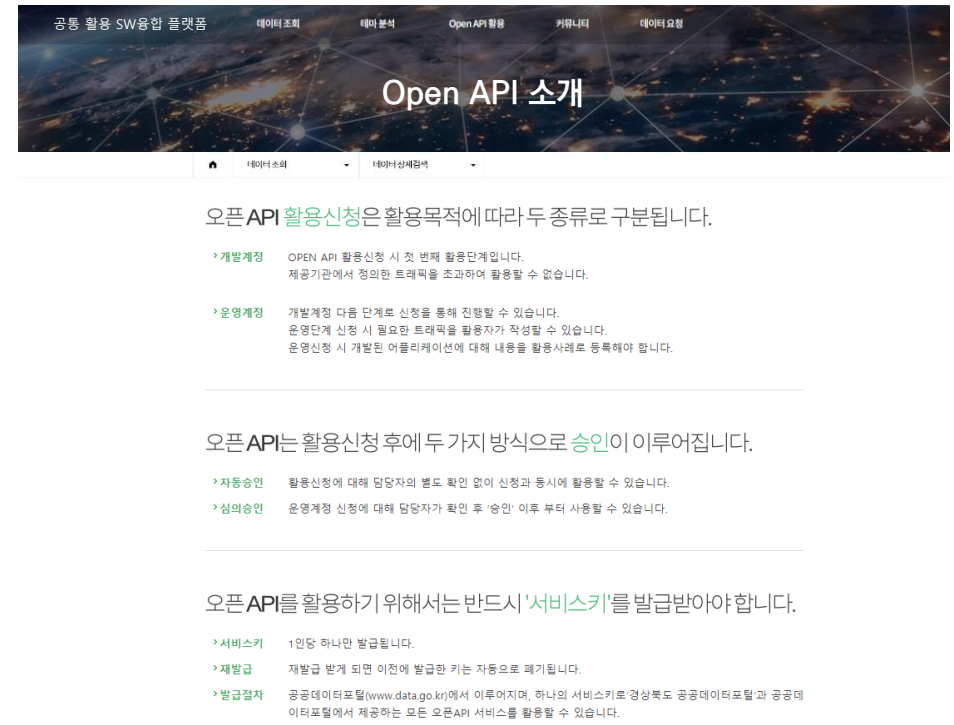 공통 활용 SW융합 플랫폼 데이터 조회 테마 분석 Open API 활용 커뮤니티 데이터 요청
Open API 소개
데이터 조회 데이터 상세검색
오픈 API 활용신청은 활용목적에 따라 두 종류로 구분됩니다.
개발계정 OPEN API 활용신청 시 첫 번째 활용단계입니다.
제공기관에서 정의한 트래픽을 초과하여 활용할 수 없습니다.
운영계정 개발계정 다음 단계로 신청을 통해 진행할 수 있습니다.
운영단계 신청 시 필요한 트래픽을 활용자가 작성할 수 있습니다.
운영신청 시 개발된 어플리케이션에 대해 내용을 활용사례로 등록해야 합니다.
오픈 API는 활용신청 후에 두 가지 방식으로 승인이 이루어집니다.
자동승인 활용신청에 대해 담당자의 별도 확인 없이 신청과 동시에 활용할 수 있습니다.
심의승인 운영계정 신청에 대해 담당자가 확인 후 '승인' 이후 부터 사용할 수 있습니다.
오픈 API를 활용하기 위해서는 반드시 '서비스키'를 발급받아야 합니다.
서비스키 1인당 하나만 발급됩니다.
재발급 재발급 받게 되면 이전에 발급한 키는 자동으로 폐기됩니다.
발급절차 공공데이터포털(www.data.go.kr)에서 이루어지며, 하나의 서비스키로'경상북도 공공데이터포털'과 공공데
이터포털에서 제공하는 모든 오픈API 서비스를 활용할 수 있습니다.